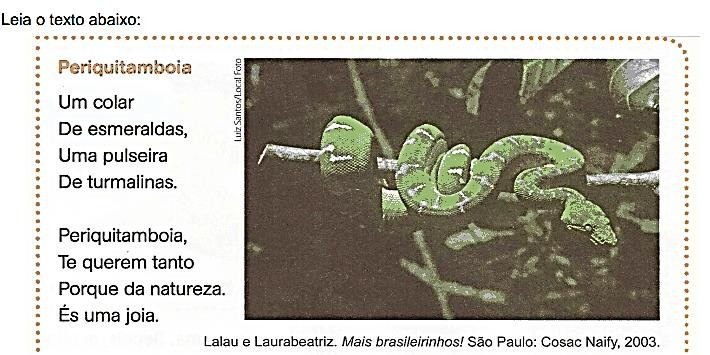 Leia o texto abaixo:
Periquitamboia
Um colar
De esmeraldas,
Uma pulseira
De turmalinas.
Periquitamboia,
Te querem tanto
Porque da natureza.
És uma joia.
Luiz Santos/Local Foto
Lalau e Laurabeatriz. Mais brasileirinhos! São Paulo: Cosac Naify, 2003.